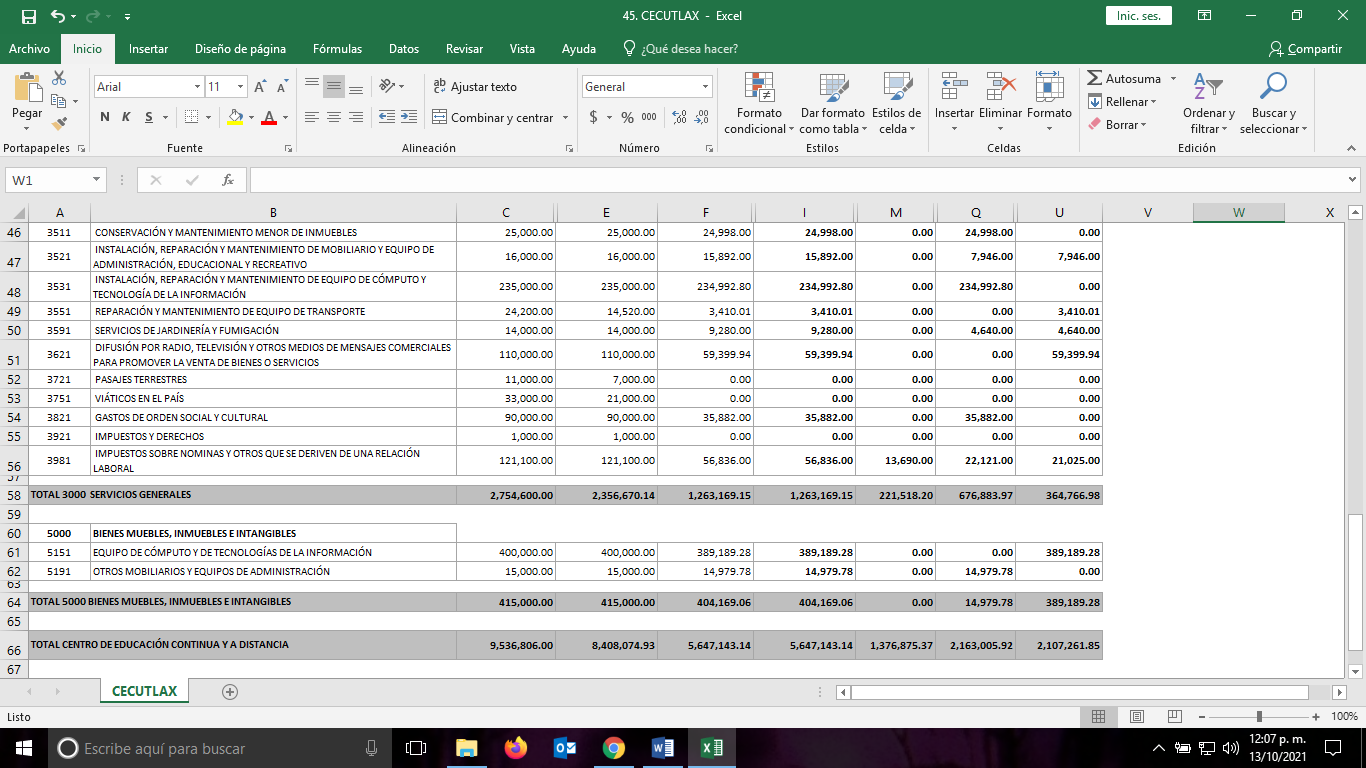 45. CECUTLAX - Excel
Inic. ses.
Archivo Inicio Insertar Diseño de página Fórmulas Datos Revisar Vista Ayuda ¿Qué desea hacer? Compartir
Pegar
Arial 11
N K S
Ajustar texto
Combinar y centrar
General
$ % 000
Formato condicional
Dar formato como tabla
Estilos de celda
Insertar Eliminar Formato
Autosuma
Rellenar
Borrar
Ordenar y filtrar
Buscar y seleccionar
Portapapeles Fuente Alineación Número Estilos Celdas Edición
W1 fx
A B C E F I M Q U V W X
46 3511 CONSERVACIÓN Y MANTENIMIENTO MENOR DE INMUEBLES 25,000.00 25,000.00 24,998.00 24,998.00 0.00 24,998.00 0.00
47 3521 INSTALACIÓN, REPARACIÓN Y MANTENIMIENTO DE MOBILIARIO Y EQUIPO DE
ADMINISTRACIÓN, EDUCACIONAL Y RECREATIVO 16,000.00 16,000.00 15,892.00 15,892.00 0.00 7,946.00 7,946.00
48 3531 INSTALACIÓN, REPARACIÓN Y MANTENIMIENTO DE EQUIPO DE CÓMPUTO Y
TECNOLOGÍA DE LA INFORMACIÓN 235,000.00 235,000.00 234,992.80 234,992.80 0.00 234,992.80 0.00
49 3551 REPARACIÓN Y MANTENIMIENTO DE EQUIPO DE TRANSPORTE 24,200.00 14,520.00 3,410.01 3,410.01 0.00 0.00 3,410.01
50 3591 SERVICIOS DE JARDINERÍA Y FUMIGACIÓN 14,000.00 14,000.00 9,280.00 9,280.00 0.00 4,640.00 4,640.00
51 3621 DIFUSIÓN POR RADIO, TELEVISIÓN Y OTROS MEDIOS DE MENSAJES COMERCIALES
PARA PROMOVER LA VENTA DE BIENES O SERVICIOS 110,000.00 110,000.00 59,399.94 59,399.94 0.00 0.00 59,399.94
52 3721 PASAJES TERRESTRES 11,000.00 7,000.00 0.00 0.00 0.00 0.00 0.00
53 3751 VIÁTICOS EN EL PAÍS 33,000.00 21,000.00 0.00 0.00 0.00 0.00 0.00
54 3821 GASTOS DE ORDEN SOCIAL Y CULTURAL 90,000.00 90,000.00 35,882.00 35,882.00 0.00 35,882.00 0.00
55 3921 IMPUESTOS Y DERECHOS 1,000.00 1,000.00 0.00 0.00 0.00 0.00 0.00
56 3981 IMPUESTOS SOBRE NOMINAS Y OTROS QUE SE DERIVEN DE UNA RELACIÓN
LABORAL 121,100.00 121,100.00 56,836.00 56,836.00 13,690.00 22,121.00 21,025.00
57
58 TOTAL 3000 SERVICIOS GENERALES 2,754,600.00 2,356,670.14 1,263,169.15 1,263,169.15 221,518.20 676,883.97 364,766.98
59
60 5000 BIENES MUEBLES, INMUEBLES E INTANGIBLES
61 5151 EQUIPO DE CÓMPUTO Y DE TECNOLOGÍAS DE LA INFORMACIÓN 400,000.00 400,000.00 389,189.28 389,189.28 0.00 0.00 389,189.28
62 5191 OTROS MOBILIARIOS Y EQUIPOS DE ADMINISTRACIÓN 15,000.00 15,000.00 14,979.78 14,979.78 0.00 14,979.78 0.00
63
64 TOTAL 5000 BIENES MUEBLES, INMUEBLES E INTANGIBLES 415,000.00 415,000.00 404,169.06 404,169.06 0.00 14,979.78 389,189.28
65
66 TOTAL CENTRO DE EDUCACIÓN CONTINUA Y A DISTANCIA 9,536,806.00 8,408,074.93 5,647,143.14 5,647,143.14 1,376,875.37 2,163,005.92 2,107,261.85
67
CECUTLAX
Listo 100%
Escribe aquí para buscar
12:07 p. m.
13/10/2021